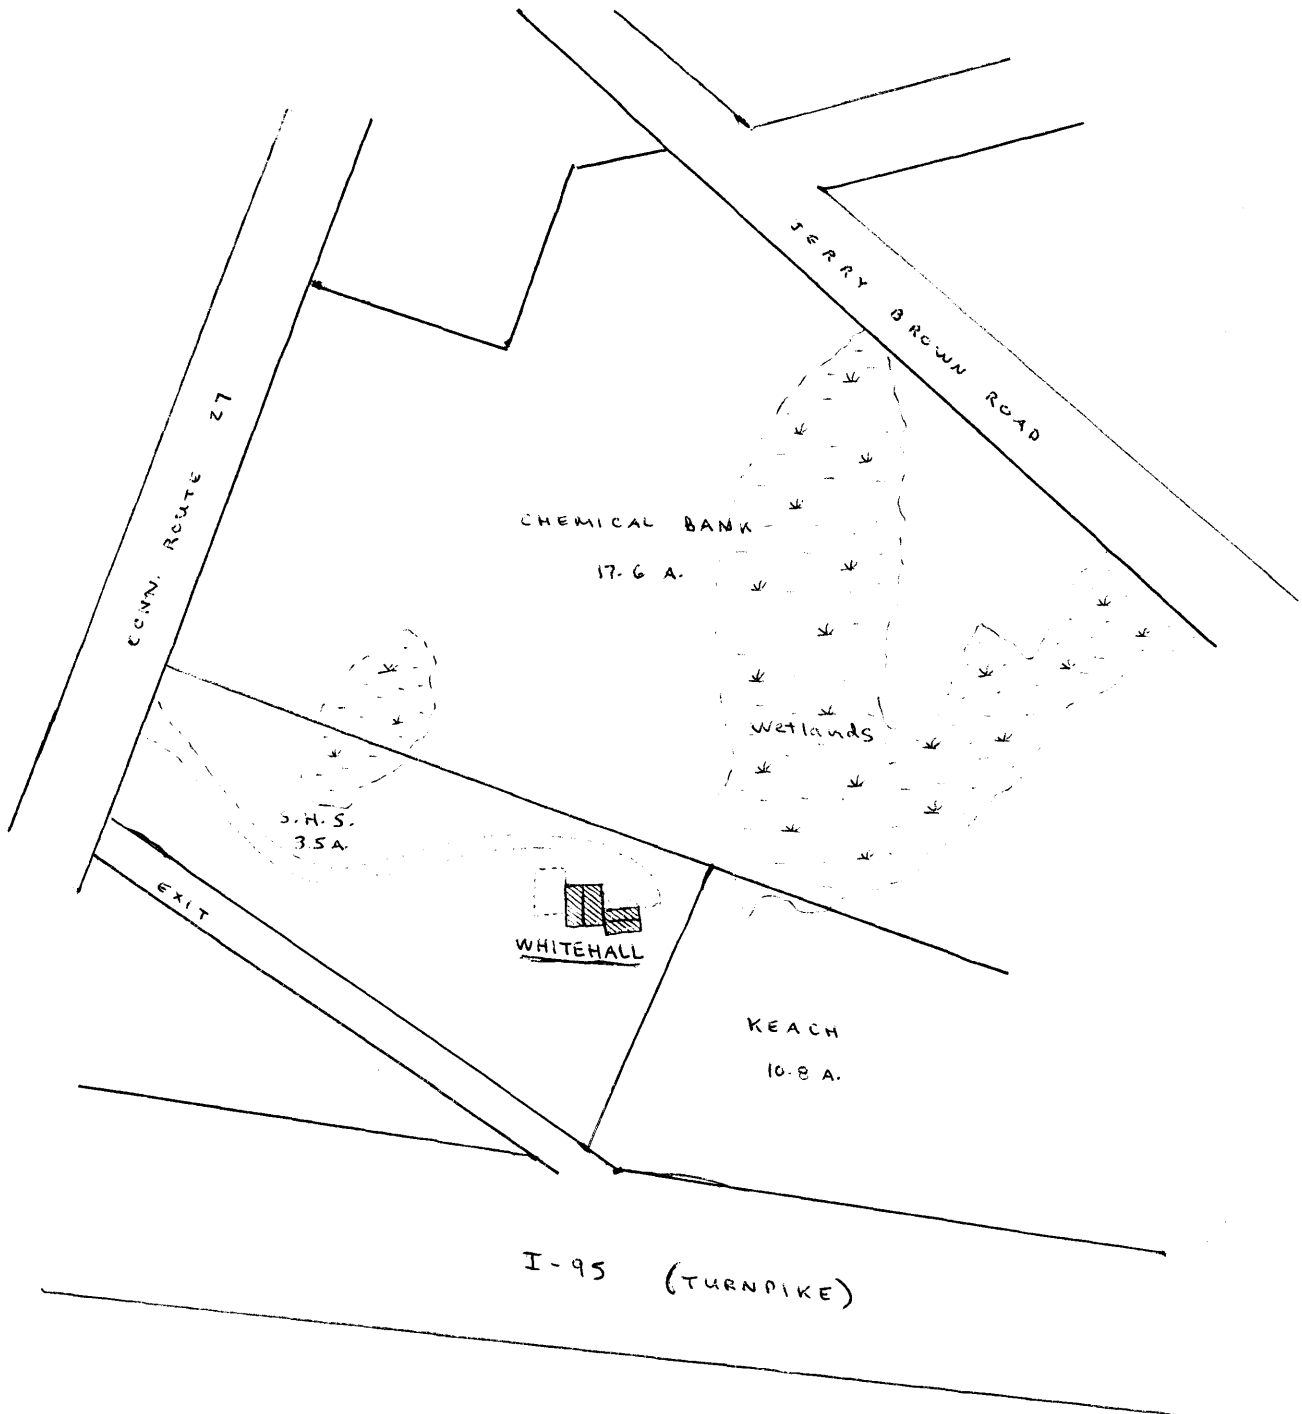 JERRY BROWN ROAD
CONN. ROUTE 27
CHEMICAL BANK
17.6 A.
Wetlands
S.H.S.
3.5 A.
EXIT
WHITEHALL
KEACH
10.8 A.
I-95 (TURNPIKE)